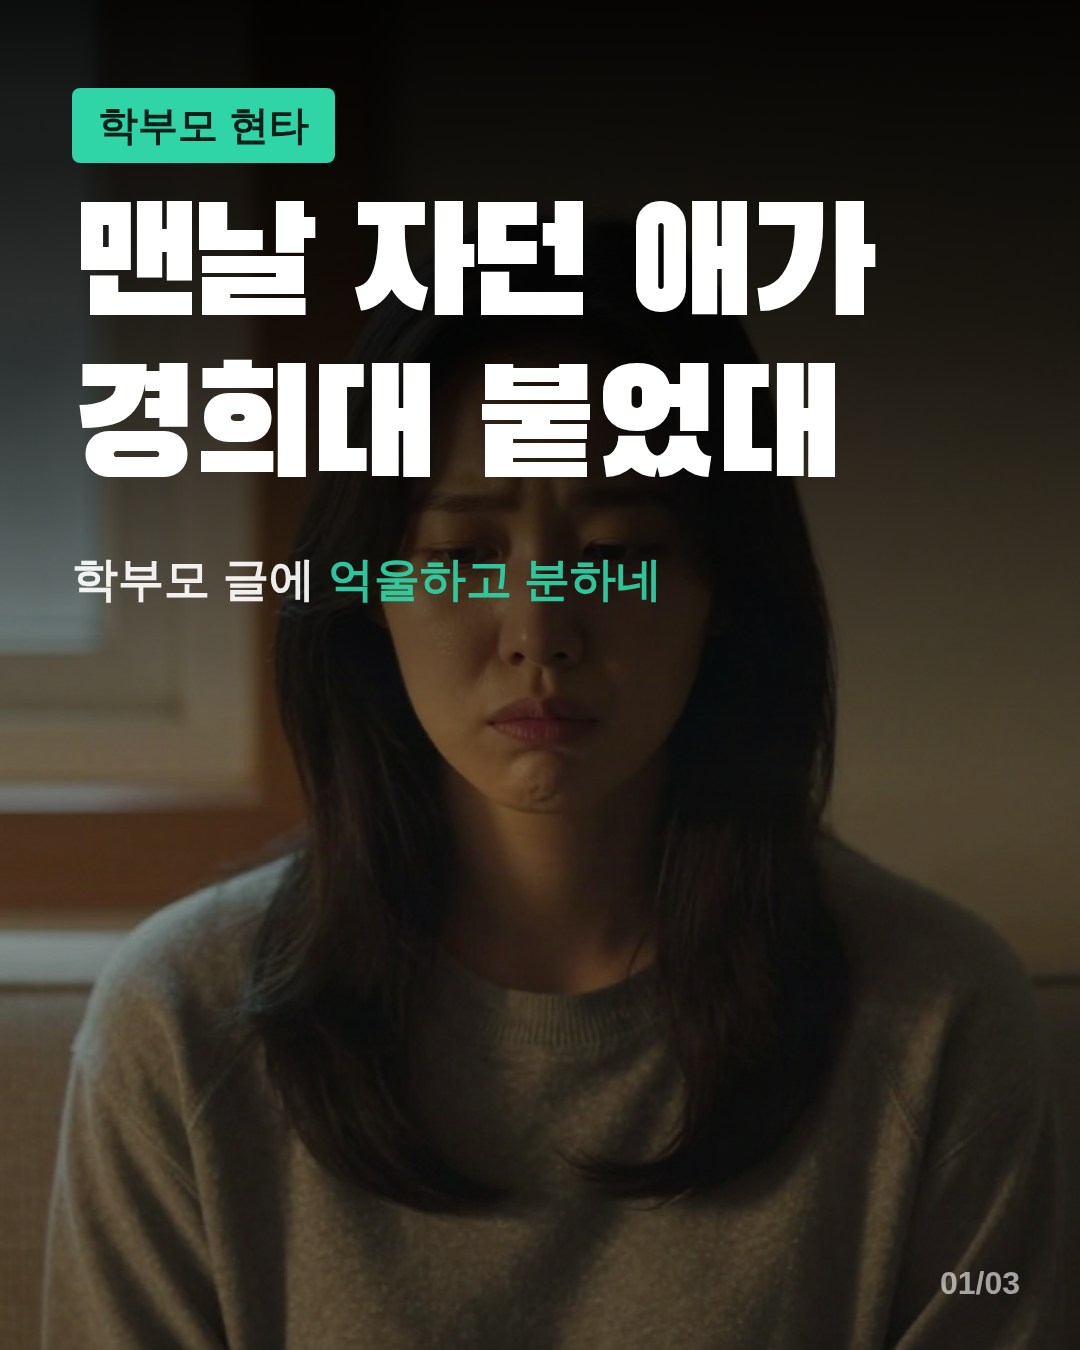 학부모 현타
맨날 자던 애가
경희대 붙었대
학부모 글에 억울하고 분하네
01/03